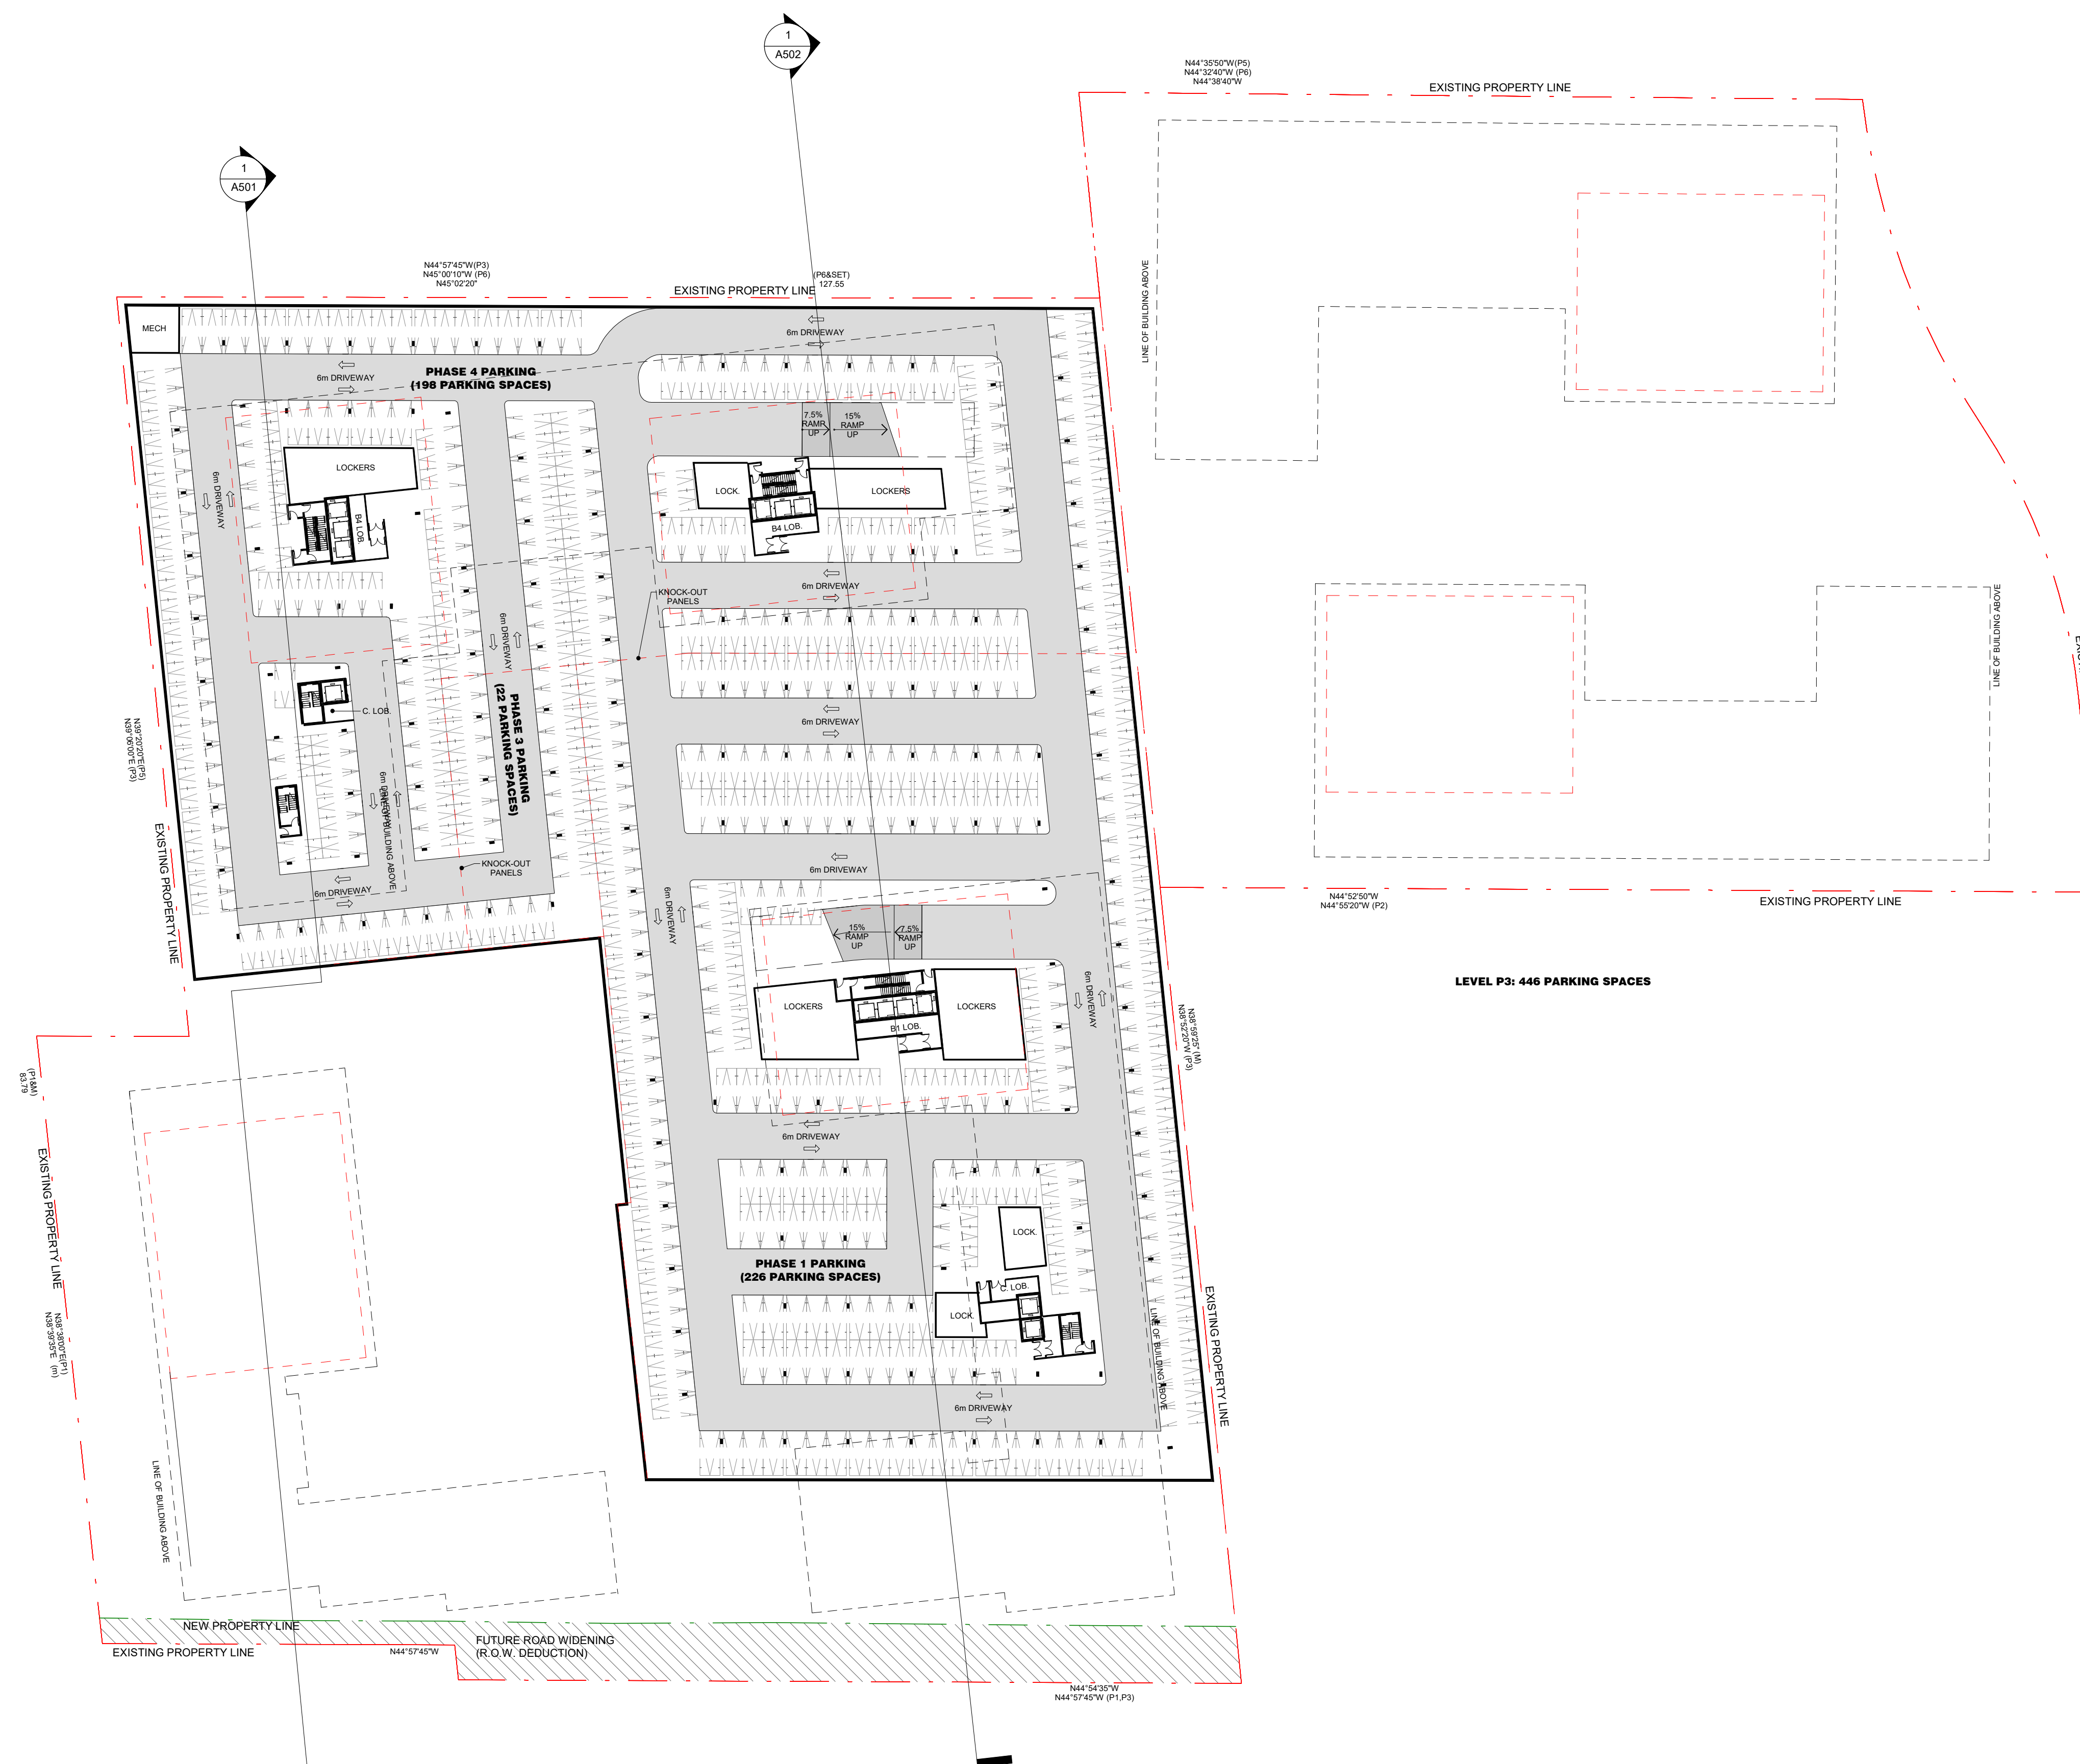 1
A502
N44°35'50"W(P5)
N44°32'40"W (P6)
N44°38'40"W
EXISTING PROPERTY LINE
1
A501
N44°57'45"W(P3)
N45°00'10"W (P6)
N45°02'20"
EXISTING PROPERTY LINE
(P6&SET)
127.55
LINE OF BUILDING ABOVE
MECH
6m DRIVEWAY
6m DRIVEWAY
PHASE 4 PARKING
(198 PARKING SPACES)
7.5%
RAMP
UP
15%
RAMP
UP
LOCKERS
6m DRIVEWAY
B4 LOB.
LOCK.
LOCKERS
B4 LOB.
6m DRIVEWAY
KNOCK-OUT
PANELS
6m DRIVEWAY
LINE OF BUILDING ABOVE
PHASE 3 PARKING
(22 PARKING SPACES)
C. LOB.
6m DRIVEWAY
N39°20'20"E(P5)
N39°06'00"E (P3)
6m DRIVEWAY
LINE OF BUILDING ABOVE
EXISTING PROPERTY LINE
KNOCK-OUT
PANELS
6m DRIVEWAY
6m DRIVEWAY
6m DRIVEWAY
N44°52'50"W
N44°55'20"W (P2)
EXISTING PROPERTY LINE
15%
RAMP
UP
7.5%
RAMP
UP
LEVEL P3: 446 PARKING SPACES
LOCKERS
LOCKERS
B1 LOB.
6m DRIVEWAY
N38°59'25" (M)
N38°52'20"W (P3)
(P1&M)
83.79
6m DRIVEWAY
EXISTING PROPERTY LINE
LOCK.
PHASE 1 PARKING
(226 PARKING SPACES)
C. LOB.
LOCK.
N38°38'00"E(P1)
N38°39'35"E (m)
LINE OF BUILDING ABOVE
EXISTING PROPERTY LINE
6m DRIVEWAY
LINE OF BUILDING ABOVE
NEW PROPERTY LINE
EXISTING PROPERTY LINE
N44°57'45"W
FUTURE ROAD WIDENING
(R.O.W. DEDUCTION)
N44°54'35"W
N44°57'45"W (P1,P3)